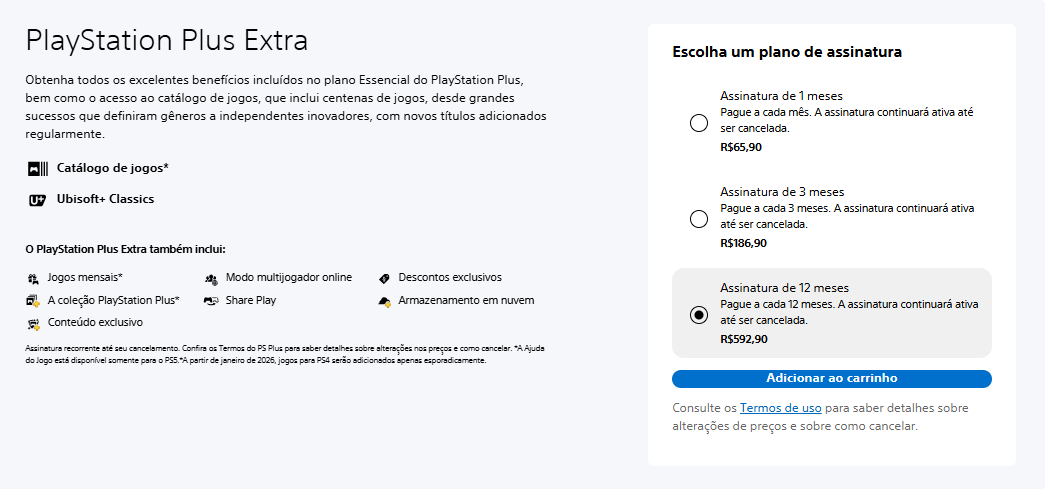 PlayStation Plus Extra
Obtenha todos os excelentes benefícios incluídos no plano Essencial do PlayStation Plus,
bem como o acesso ao catálogo de jogos, que inclui centenas de jogos, desde grandes
sucessos que definiram gêneros a independentes inovadores, com novos títulos adicionados
regularmente.
Catálogo de jogos*
Ubisoft+ Classics
O PlayStation Plus Extra também inclui:
Jogos mensais* Modo multijogador online Descontos exclusivos
A coleção PlayStation Plus* Share Play Armazenamento em nuvem
Conteúdo exclusivo
Assinatura recorrente até seu cancelamento. Confira os Termos do PS Plus para saber detalhes sobre alterações nos preços e como cancelar. *A Ajuda
do Jogo está disponível somente para o PS5.*A partir de janeiro de 2026, jogos para PS4 serão adicionados apenas esporadicamente.
Escolha um plano de assinatura
Assinatura de 1 meses
Pague a cada mês. A assinatura continuará ativa até
ser cancelada.
R$65,90
Assinatura de 3 meses
Pague a cada 3 meses. A assinatura continuará ativa
até ser cancelada.
R$186,90
Assinatura de 12 meses
Pague a cada 12 meses. A assinatura continuará ativa
até ser cancelada.
R$592,90
Adicionar ao carrinho
Consulte os Termos de uso para saber detalhes sobre
alterações de preços e sobre como cancelar.